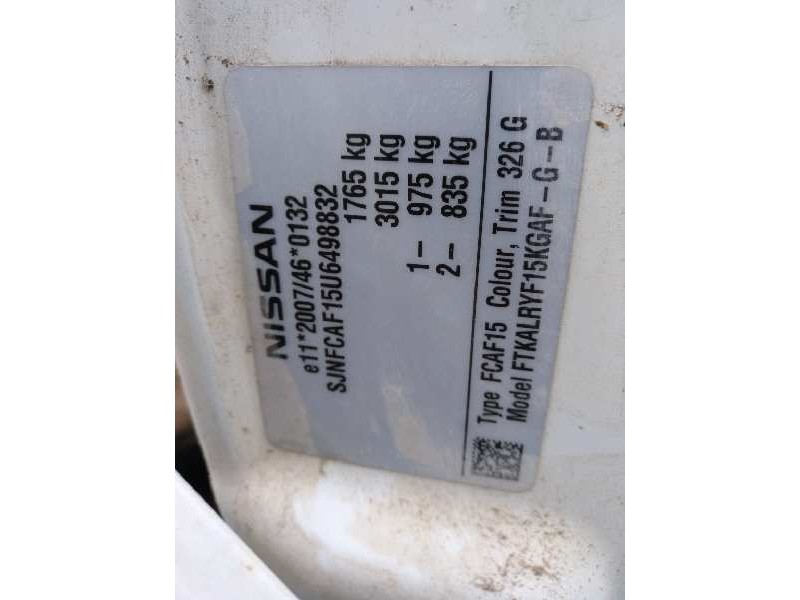 NISSAN
e11*2007/46*0132
SJNFCAF15U6498832
1765 kg
3015 kg
1- 975 kg
2- 835 kg
Type FCAF15 Colour, Trim 326 G
Model FTKALRYF15KGAF-G-B